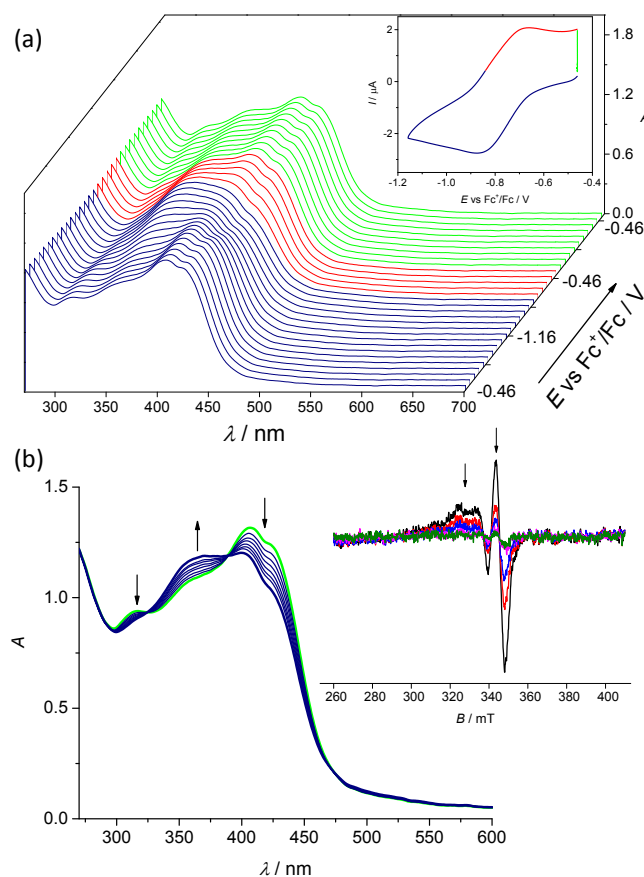 (a)
1.8
1.4
A
0.6
0.0
2
0
-2
I / µA
-1.2 -1.0 -0.8 -0.6 -0.4
E vs Fc⁺/Fc / V
-0.46
-0.46
-1.16
-0.46
E vs Fc⁺/Fc / V
300 350 400 450 500 550 600 650 700
λ / nm
(b)
1.5
1.0
0.5
0.0
A
300 350 400 450 500 550 600
λ / nm
260 280 300 320 340 360 380 400
B / mT